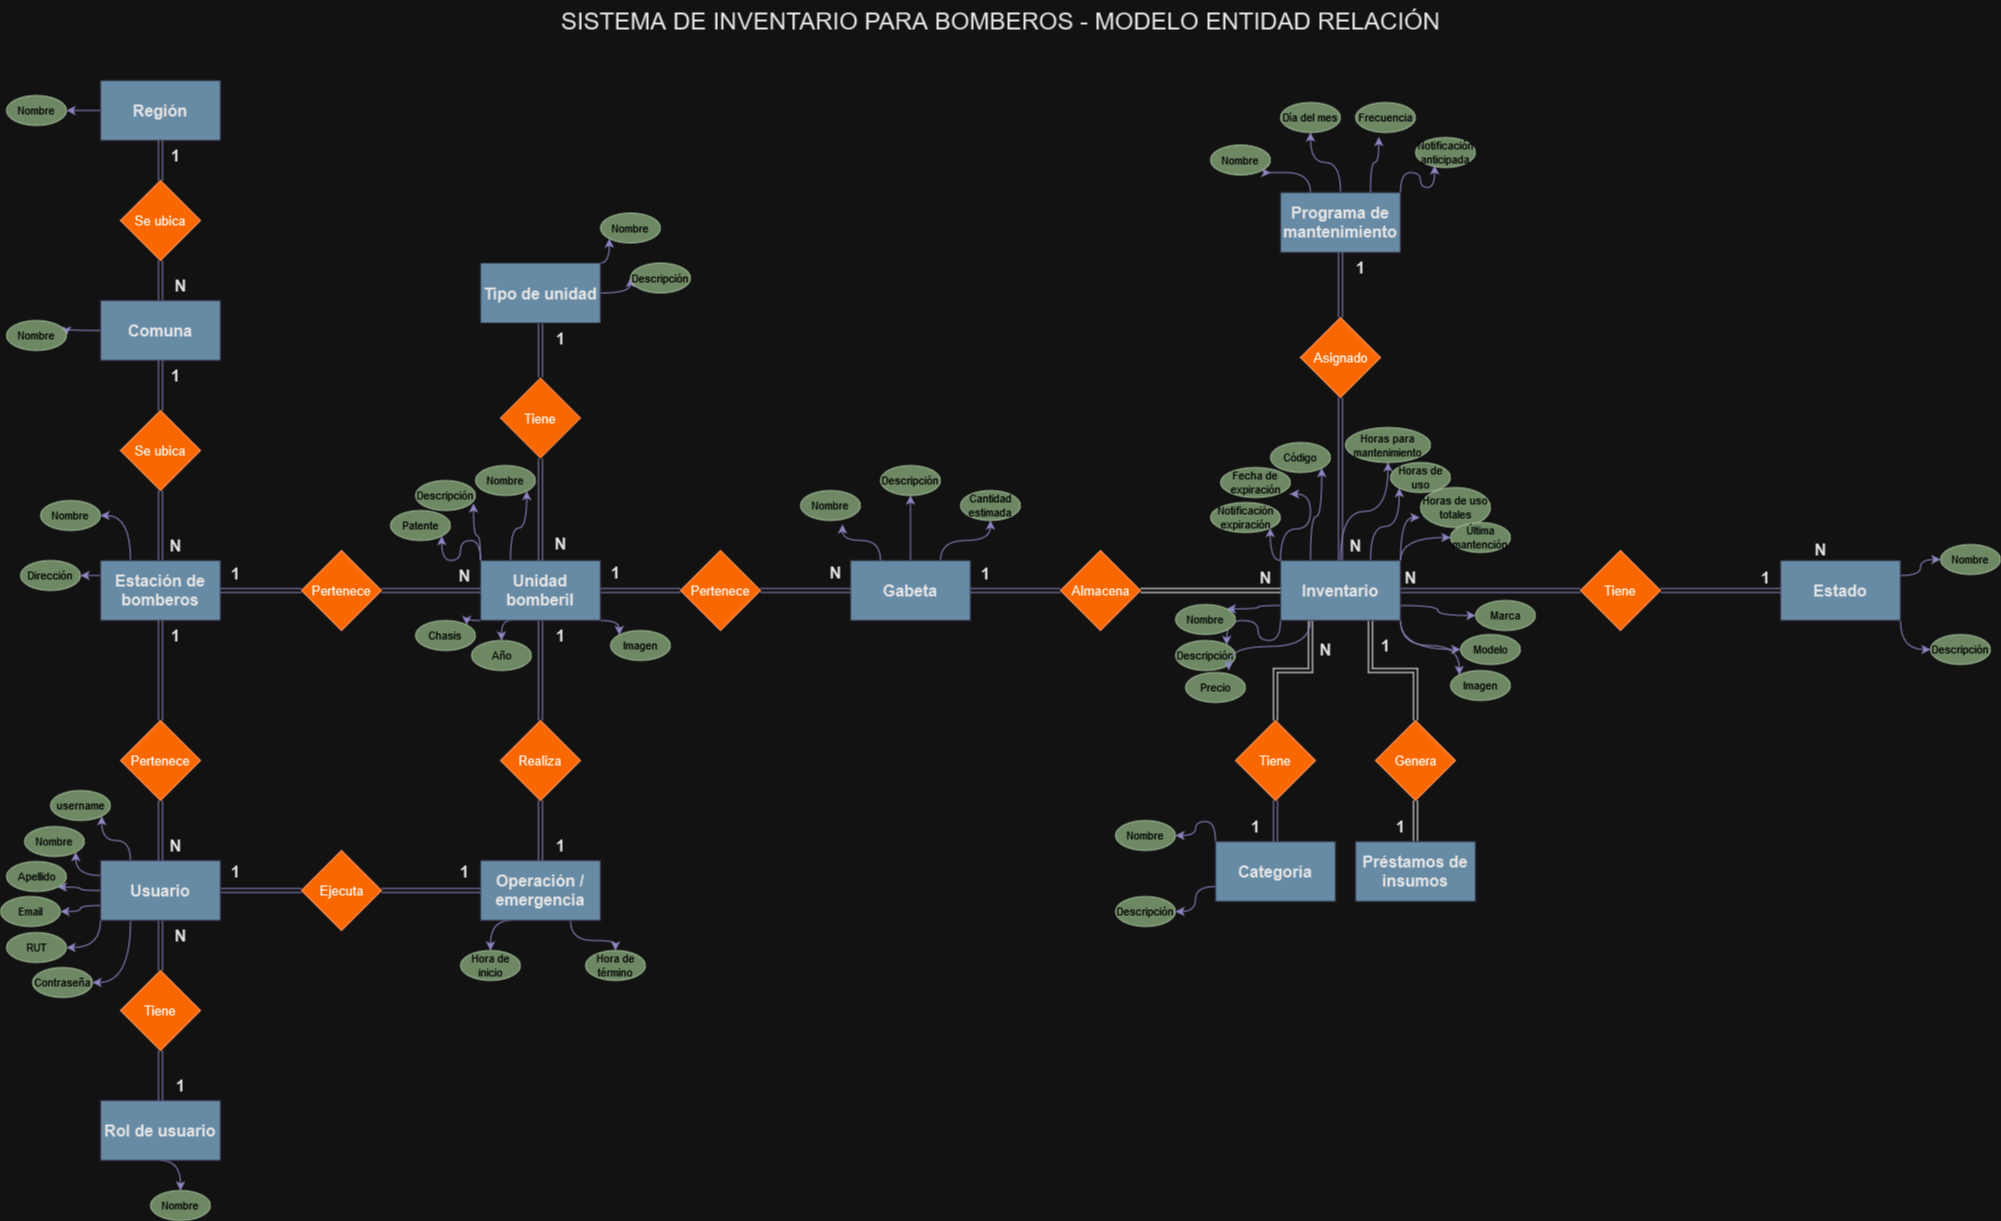 SISTEMA DE INVENTARIO PARA BOMBEROS - MODELO ENTIDAD RELACIÓN
Región
Nombre
1
Se ubica
N
Comuna
Nombre
1
Se ubica
N
Nombre
Dirección
Estación de
bomberos
1
Pertenece
N
1
Pertenece
N
username
Nombre
Apellido
Email
RUT
Contraseña
Usuario
1
Ejecuta
1
N
Tiene
1
Rol de usuario
Nombre
Nombre
Descripción
Tipo de unidad
1
Tiene
N
Nombre
Descripción
Patente
Unidad
bomberil
Chasis
Año
Imagen
1
Pertenece
N
1
Realiza
1
Operación /
emergencia
Hora de
inicio
Hora de
término
Nombre
Descripción
Cantidad
estimada
Gabeta
1
Almacena
N
Día del mes
Frecuencia
Nombre
Notificación
anticipada
Programa de
mantenimiento
1
Asignado
N
Horas para
mantenimiento
Código
Fecha de
expiración
Horas de
uso
Notificación
expiración
Horas de uso
totales
Última
mantención
Inventario
Nombre
Descripción
Precio
Marca
Modelo
Imagen
N
Tiene
1
N
Estado
Nombre
Descripción
N
Tiene
1
Categoría
Nombre
Descripción
1
Genera
1
Préstamos de
insumos